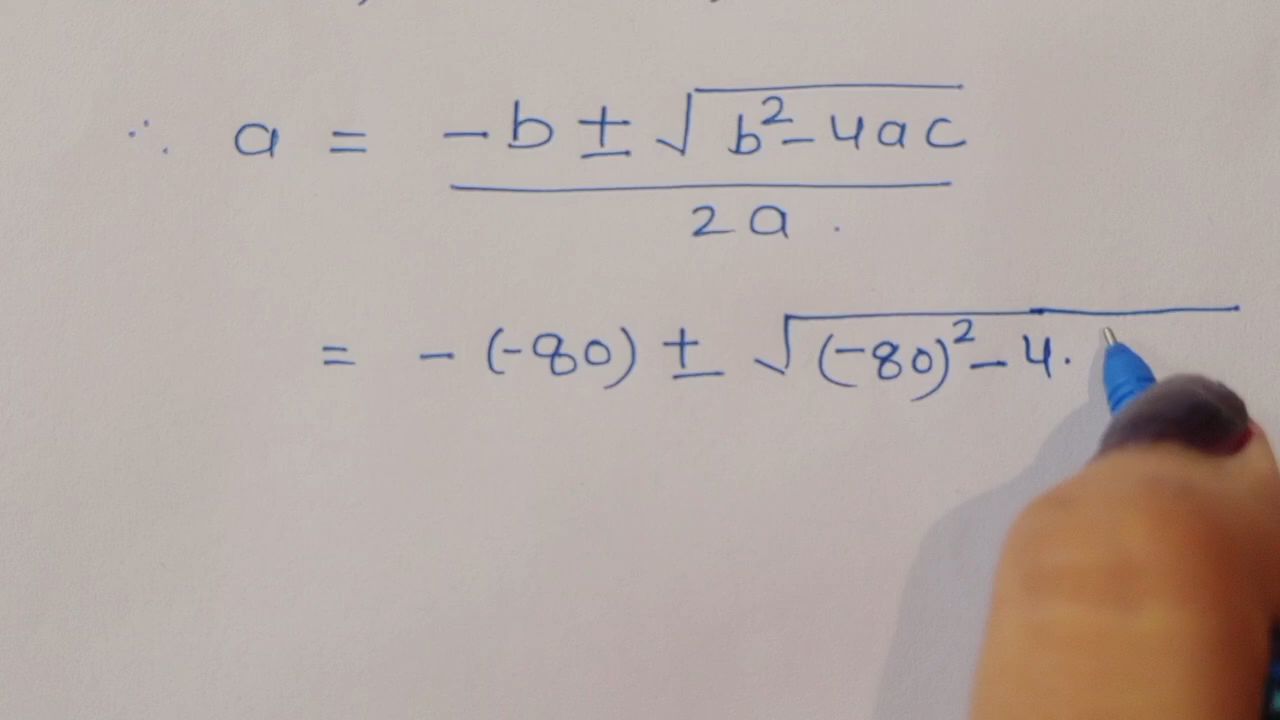 ∴ a = -b ± √(b² - 4ac)
2a .
= -(-80) ± √((-80)² - 4.